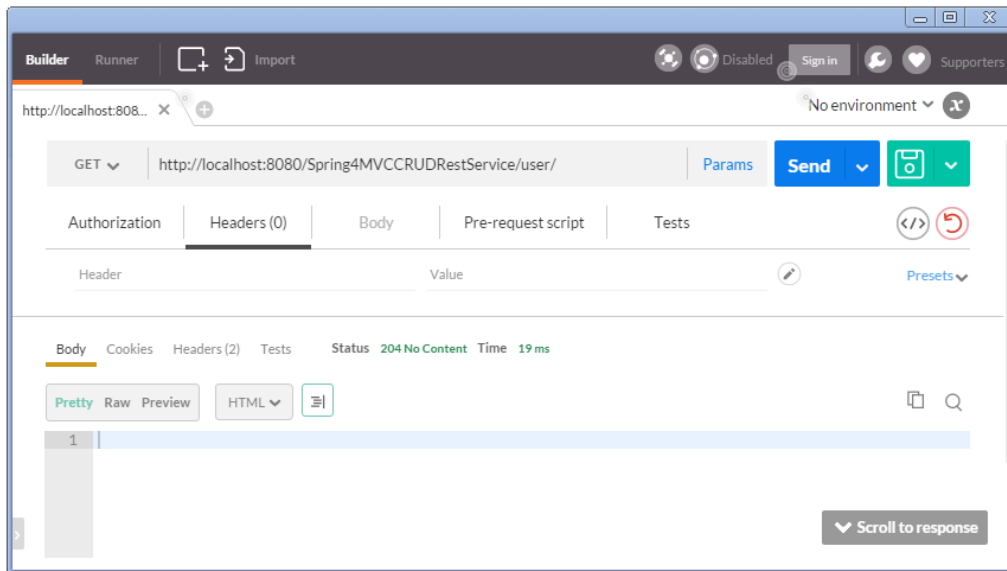 Builder Runner Import Disabled Sign in Supporters
http://localhost:808... No environment
GET http://localhost:8080/Spring4MVCCRUDRestService/user/ Params Send
Authorization Headers (0) Body Pre-request script Tests
Header Value Presets
Body Cookies Headers (2) Tests Status 204 No Content Time 19 ms
Pretty Raw Preview HTML
1
Scroll to response